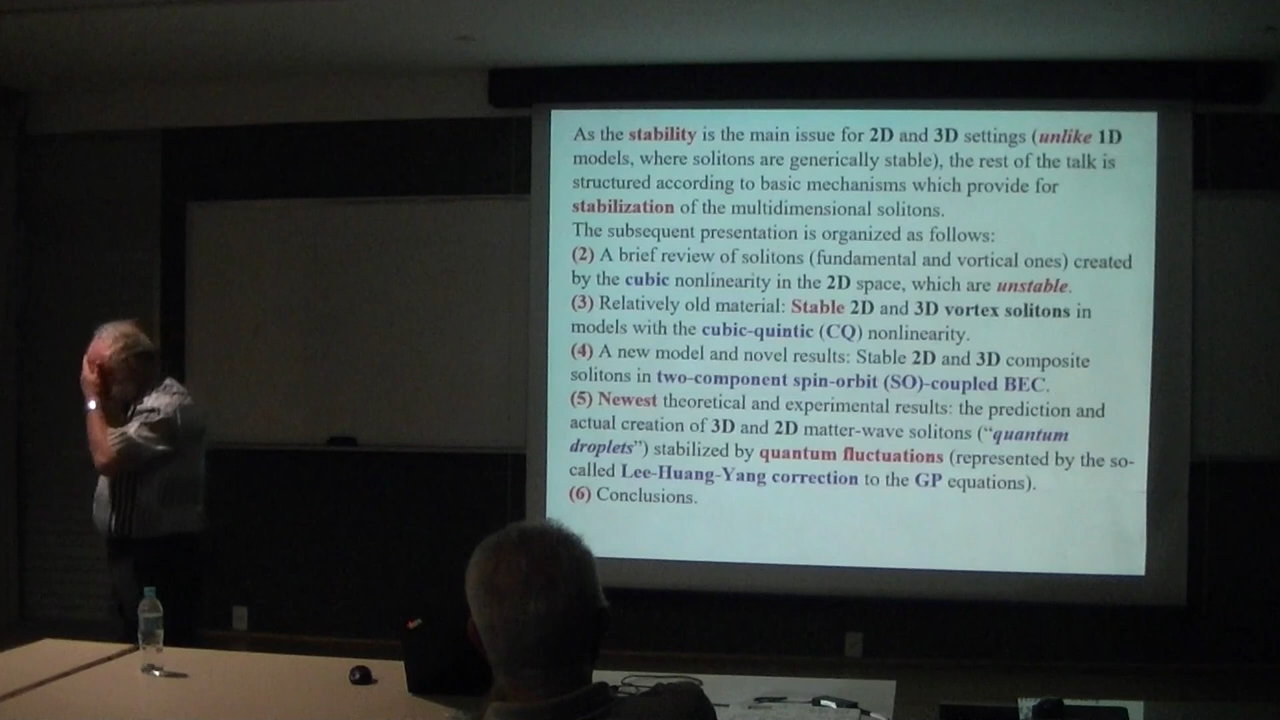 As the stability is the main issue for 2D and 3D settings (unlike 1D
models, where solitons are generically stable), the rest of the talk is
structured according to basic mechanisms which provide for
stabilization of the multidimensional solitons.
The subsequent presentation is organized as follows:
(2) A brief review of solitons (fundamental and vortical ones) created
by the cubic nonlinearity in the 2D space, which are unstable.
(3) Relatively old material: Stable 2D and 3D vortex solitons in
models with the cubic-quintic (CQ) nonlinearity.
(4) A new model and novel results: Stable 2D and 3D composite
solitons in two-component spin-orbit (SO)-coupled BEC.
(5) Newest theoretical and experimental results: the prediction and
actual creation of 3D and 2D matter-wave solitons (“quantum
droplets”) stabilized by quantum fluctuations (represented by the so-
called Lee-Huang-Yang correction to the GP equations).
(6) Conclusions.